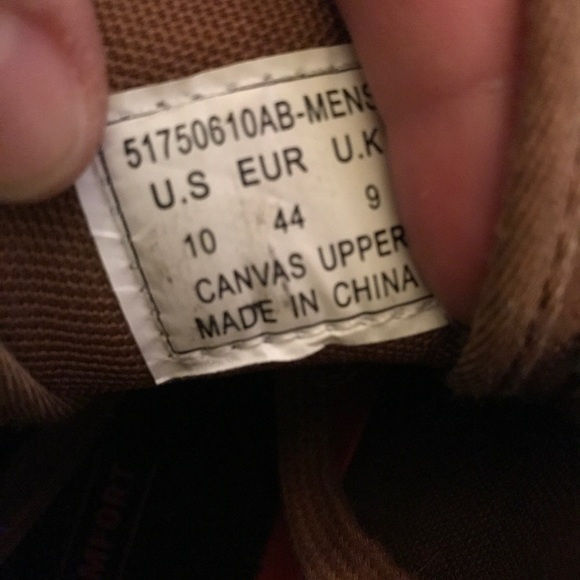 51750610AB-MENS
U.S EUR U.K
10 44 9
CANVAS UPPER
MADE IN CHINA